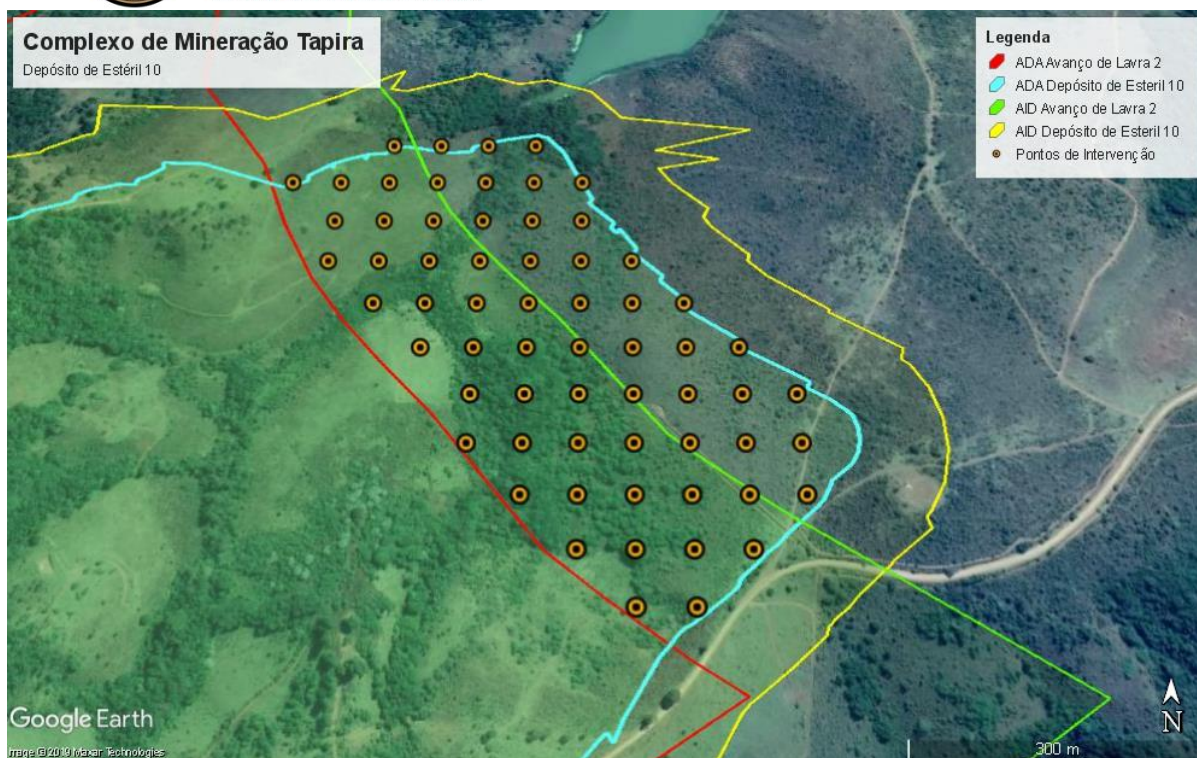 Complexo de Mineração Tapira
Depósito de Estéril 10
Legenda
ADA Avanço de Lavra 2
ADA Depósito de Esteril 10
AID Avanço de Lavra 2
AID Depósito de Esteril 10
Pontos de Intervenção
Google Earth
Image © 2019 Maxar Technologies
300 m
N